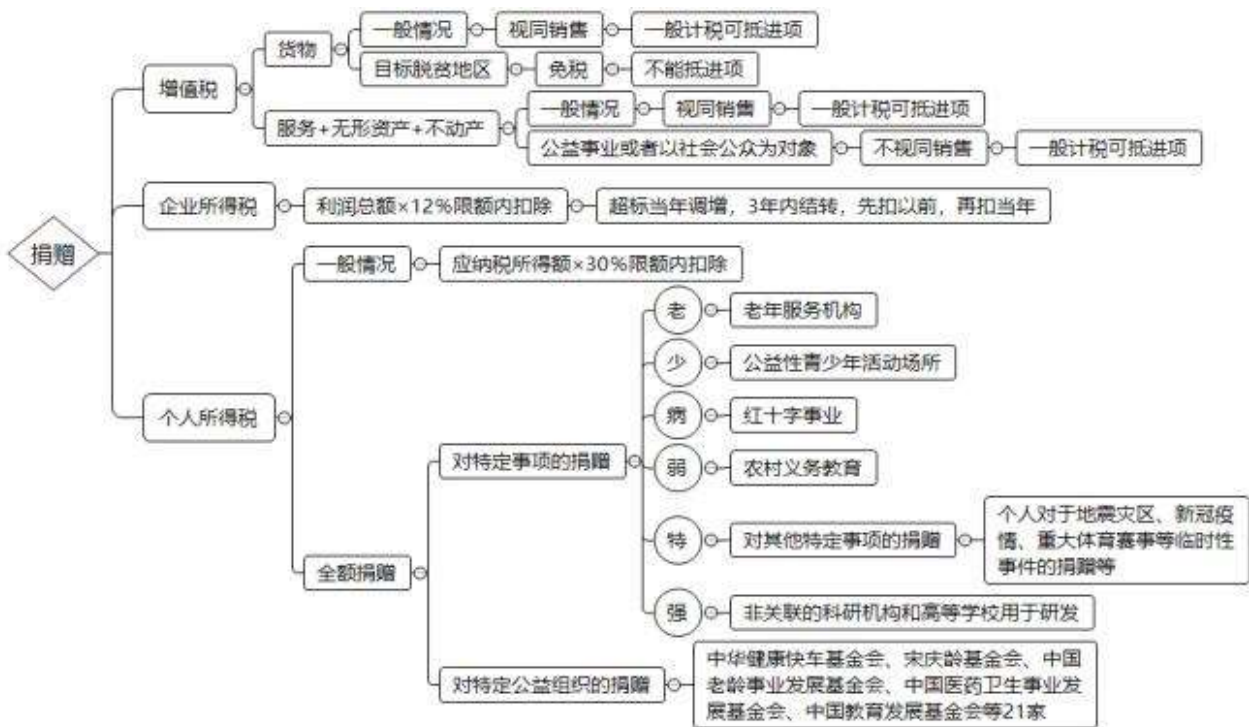 捐赠
增值税
货物
一般情况
视同销售
一般计税可抵进项
目标脱贫地区
免税
不能抵进项
服务+无形资产+不动产
一般情况
视同销售
一般计税可抵进项
公益事业或者以社会公众为对象
不视同销售
一般计税可抵进项
企业所得税
利润总额×12%限额内扣除
超标当年调增，3年内结转，先扣以前，再扣当年
个人所得税
一般情况
应纳税所得额×30%限额内扣除
全额捐赠
对特定事项的捐赠
老
老年服务机构
少
公益性青少年活动场所
病
红十字事业
弱
农村义务教育
特
对其他特定事项的捐赠
个人对于地震灾区、新冠疫
情、重大体育赛事等临时性
事件的捐赠等
强
非关联的科研机构和高等学校用于研发
对特定公益组织的捐赠
中华健康快车基金会、宋庆龄基金会、中国
老龄事业发展基金会、中国医药卫生事业发
展基金会、中国教育发展基金会等21家